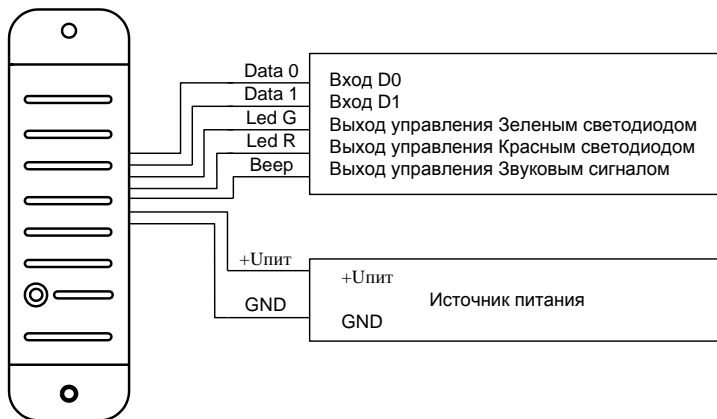 Data 0
Data 1
Led G
Led R
Beep
Вход D0
Вход D1
Выход управления Зеленым светодиодом
Выход управления Красным светодиодом
Выход управления Звуковым сигналом
+Uпит
GND
+Uпит
Источник питания
GND